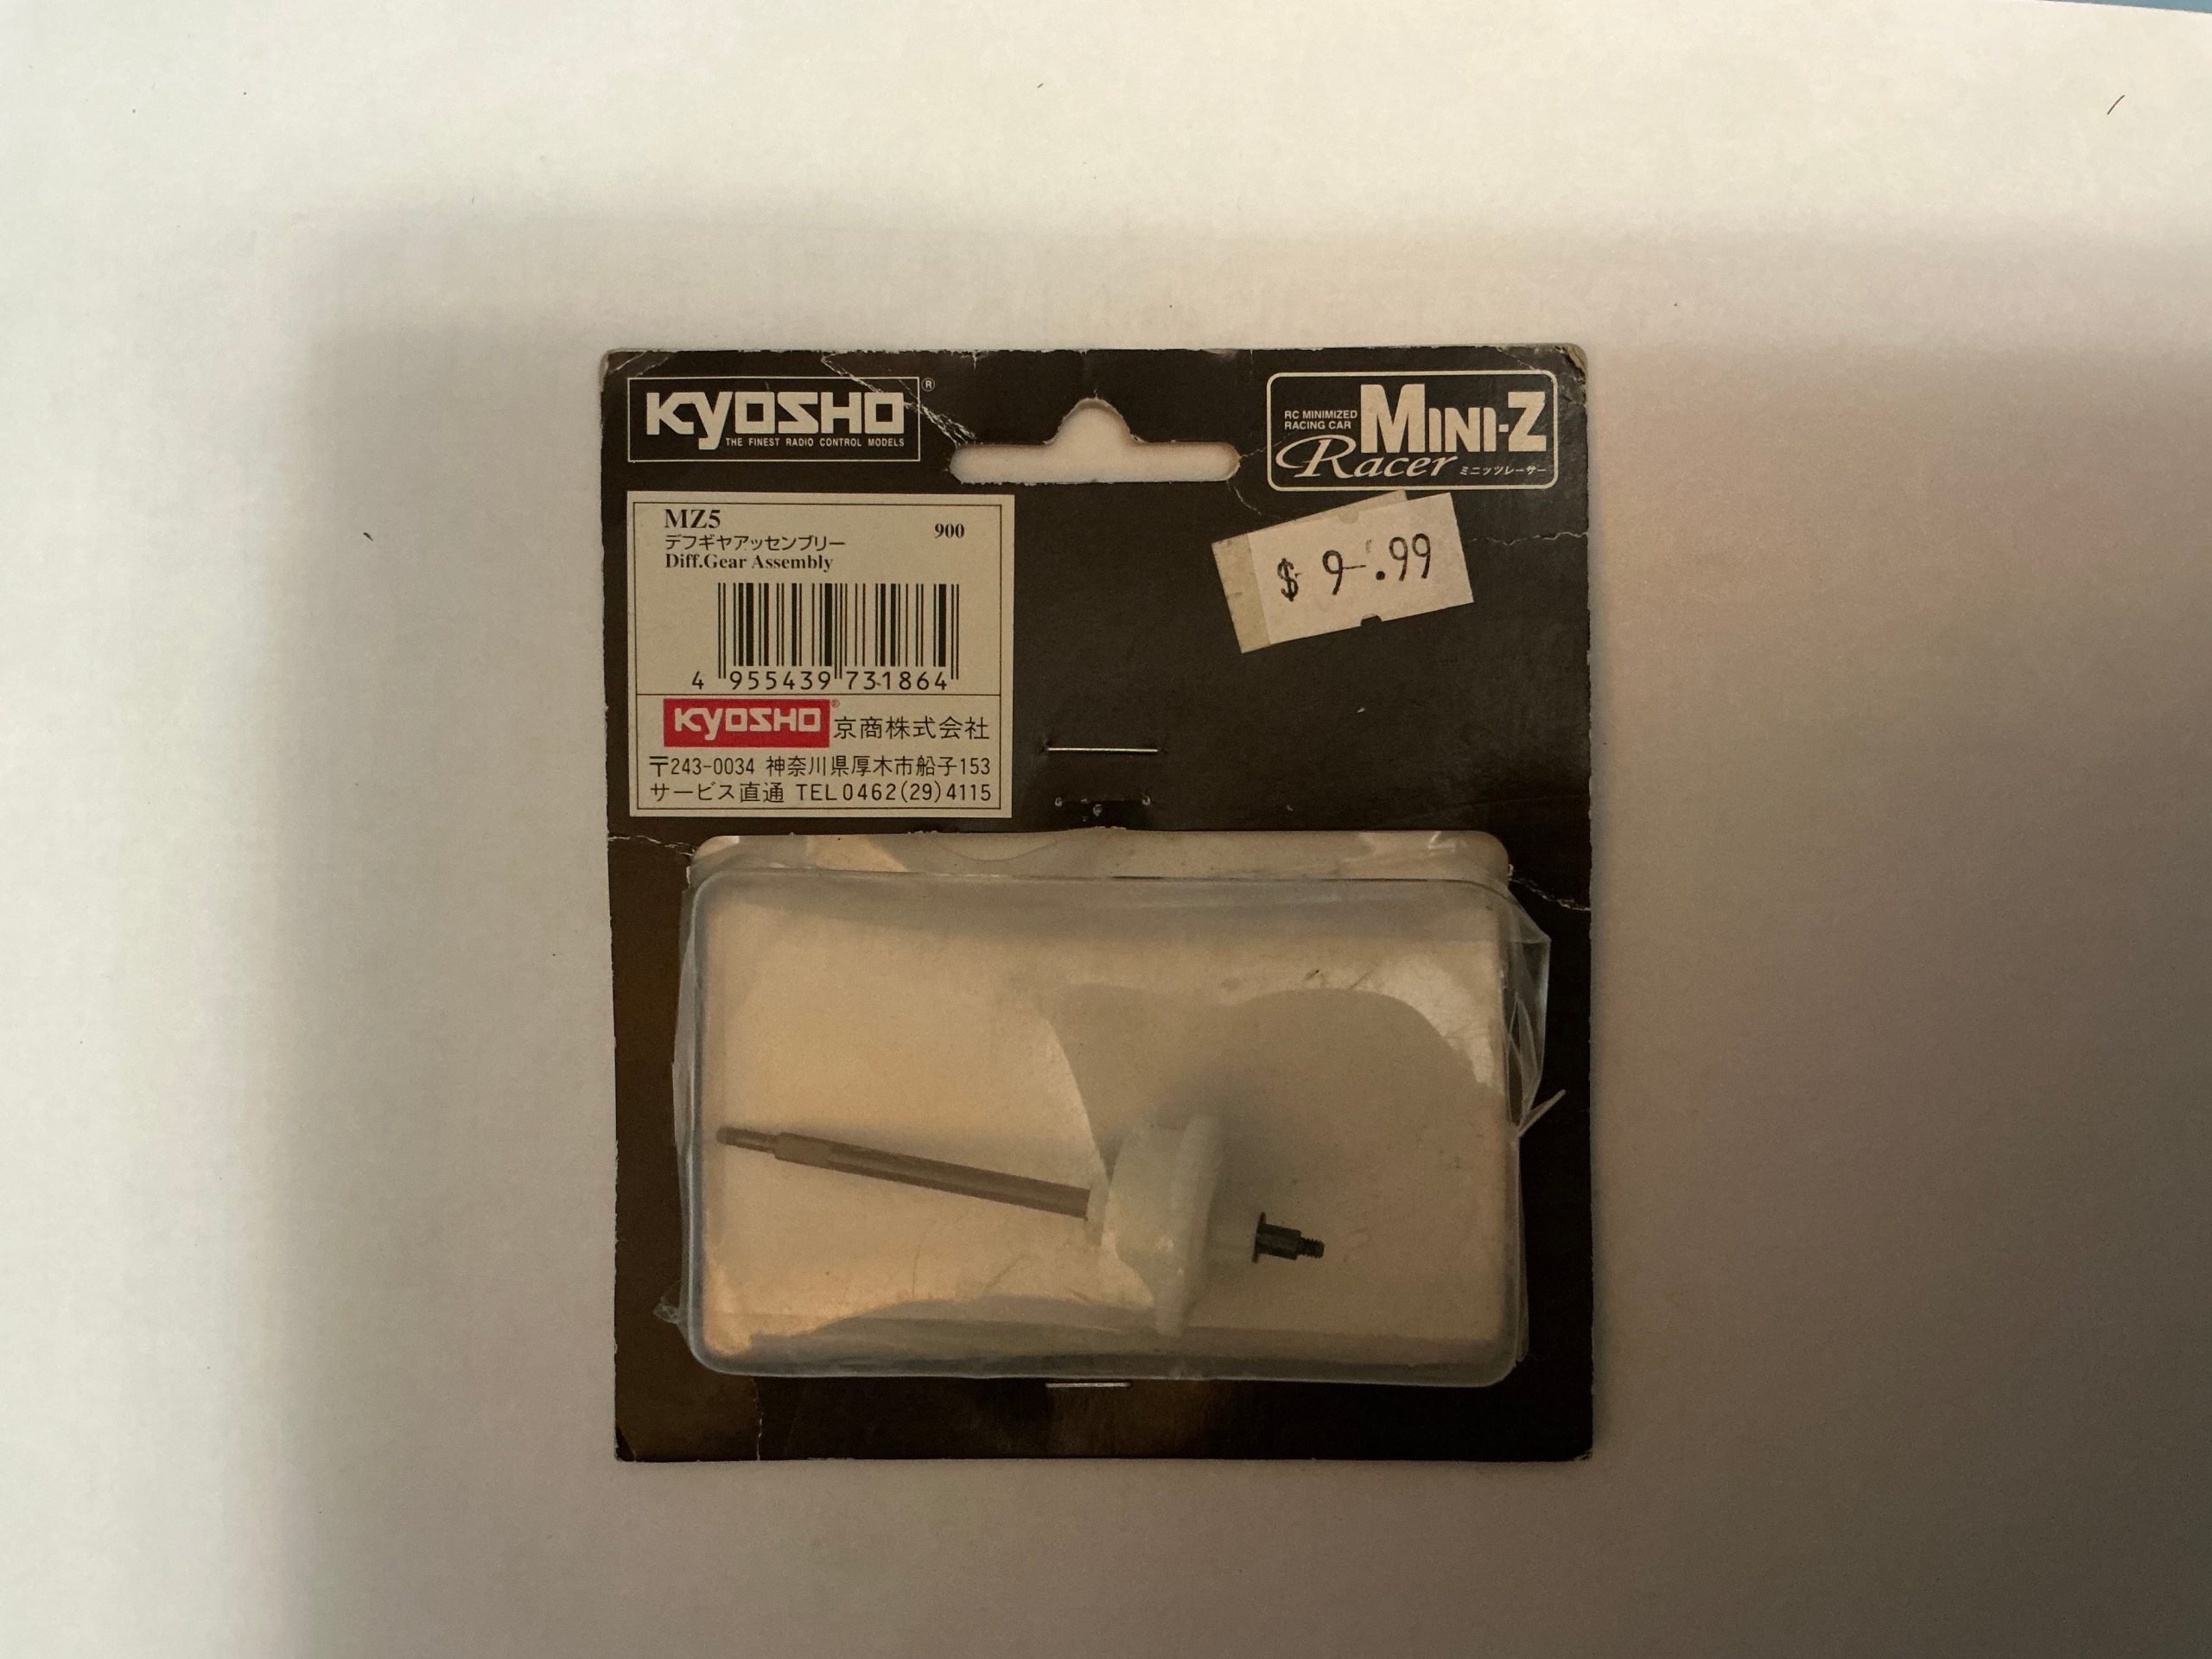 KYOSHO ®
THE FINEST RADIO CONTROL MODELS
RC MINIMIZED
RACING CAR
MINI-Z
Racer ミニッツレーサー
MZ5
900
デフギヤアッセンブリー
Diff.Gear Assembly
$ 9-.99
4 955439 731864
KYOSHO ® 京商株式会社
〒243-0034 神奈川県厚木市船子153
サービス直通 TEL0462(29)4115